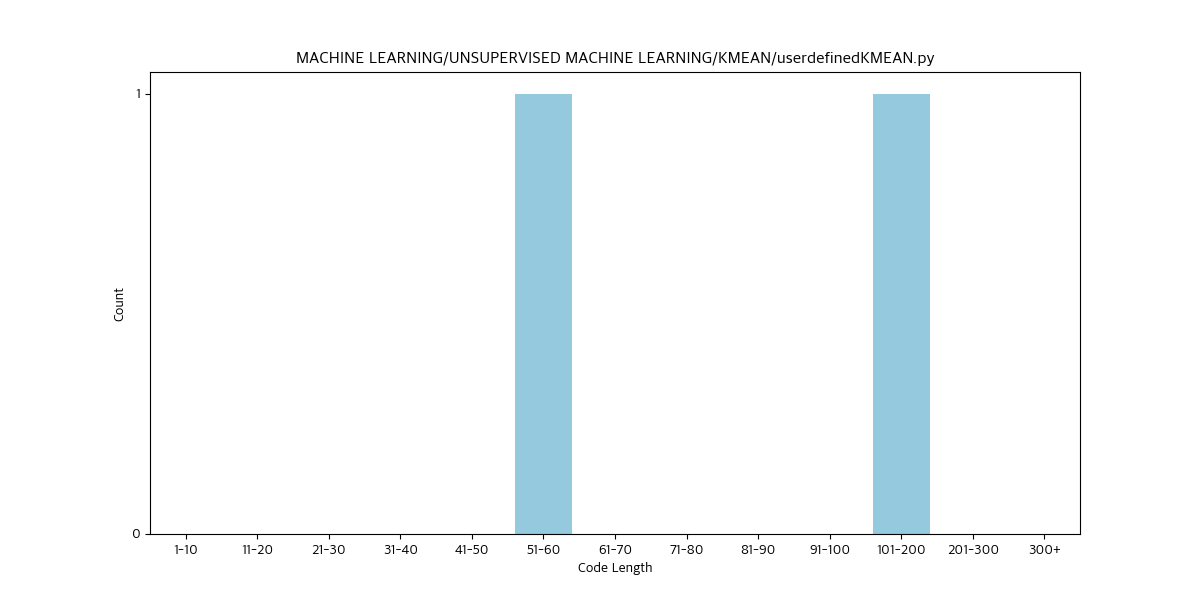 MACHINE LEARNING/UNSUPERVISED MACHINE LEARNING/KMEAN/userdefinedKMEAN.py
1
Count
0
1-10 11-20 21-30 31-40 41-50 51-60 61-70 71-80 81-90 91-100 101-200 201-300 300+
Code Length